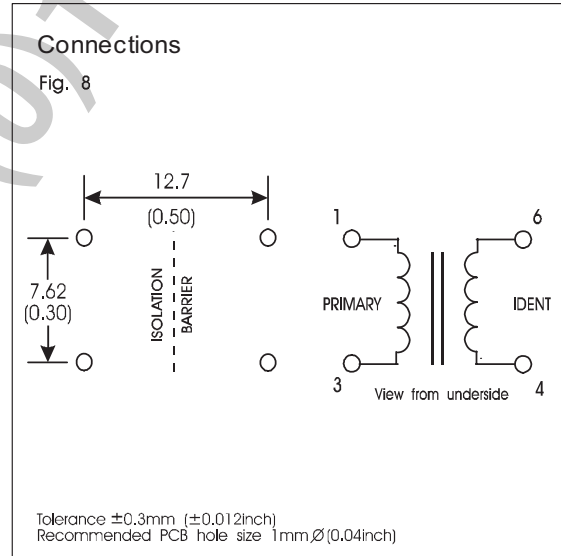 Connections
Fig. 8
12.7
(0.50)
7.62
(0.30)
ISOLATION
BARRIER
1
6
PRIMARY
IDENT
3
4
View from underside
Tolerance ±0.3mm (±0.012inch)
Recommended PCB hole size 1mm Ø (0.04inch)